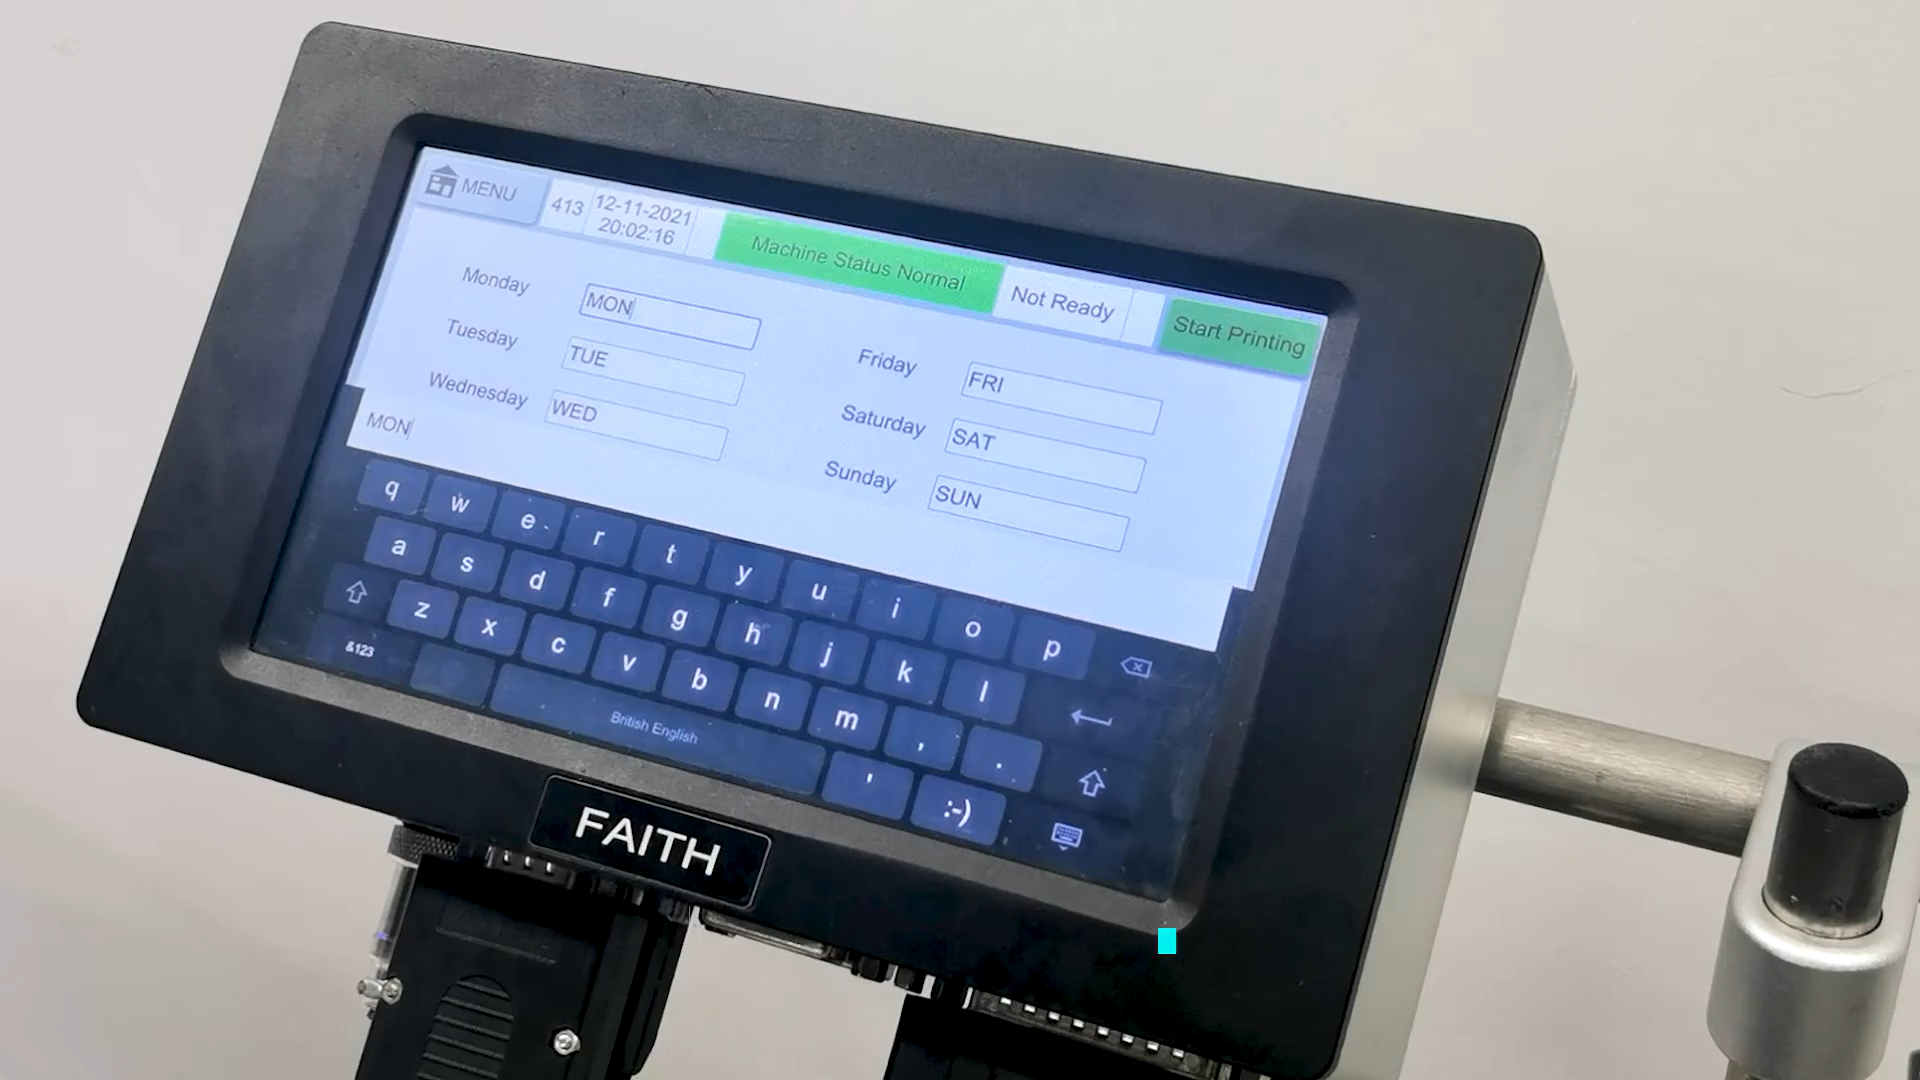 MENU
413
12-11-2021
20:02:16
Machine Status Normal
Not Ready
Start Printing
Monday MON
Tuesday TUE
Wednesday WED
Friday FRI
Saturday SAT
Sunday SUN
MON
q w e r t y u i o p
a s d f g h j k l
z x c v b n m , .
&123 British English ' :-)
FAITH